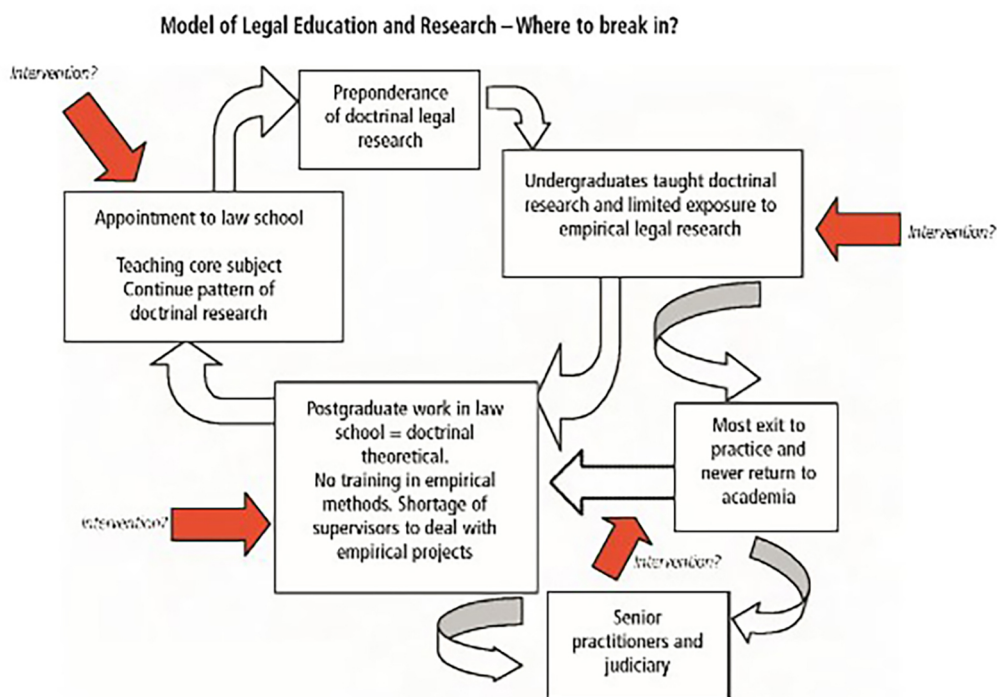 Model of Legal Education and Research – Where to break in?
Intervention?
Preponderance
of doctrinal legal
research
Undergraduates taught doctrinal
research and limited exposure to
empirical legal research
Intervention?
Appointment to law school
Teaching core subject
Continue pattern of
doctrinal research
Postgraduate work in law
school = doctrinal
theoretical.
No training in empirical
methods. Shortage of
supervisors to deal with
empirical projects
Most exit to
practice and
never return to
academia
Intervention?
Intervention?
Senior
practitioners and
judiciary